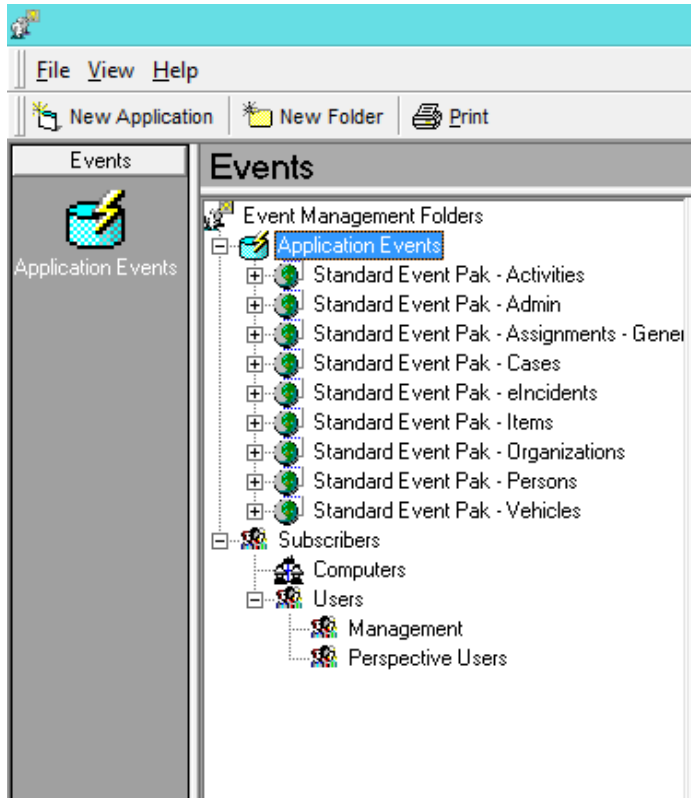 File View Help
New Application New Folder Print
Events
Application Events
Events
Event Management Folders
Application Events
Standard Event Pak - Activities
Standard Event Pak - Admin
Standard Event Pak - Assignments - Gener
Standard Event Pak - Cases
Standard Event Pak - eIncidents
Standard Event Pak - Items
Standard Event Pak - Organizations
Standard Event Pak - Persons
Standard Event Pak - Vehicles
Subscribers
Computers
Users
Management
Perspective Users